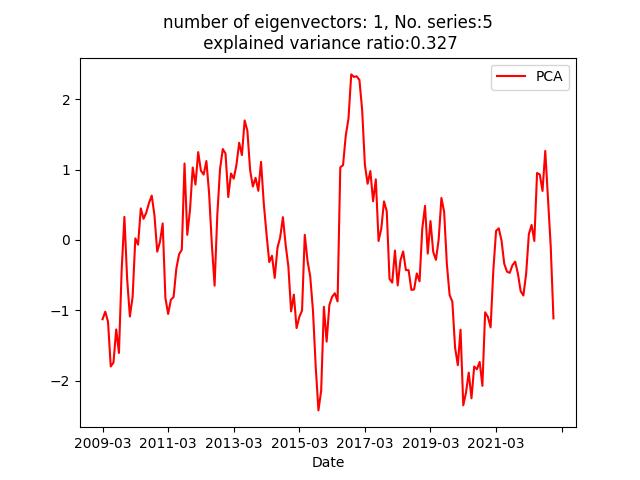 number of eigenvectors: 1, No. series:5
explained variance ratio:0.327
PCA
2
1
0
−1
−2
2009-03 2011-03 2013-03 2015-03 2017-03 2019-03 2021-03
Date